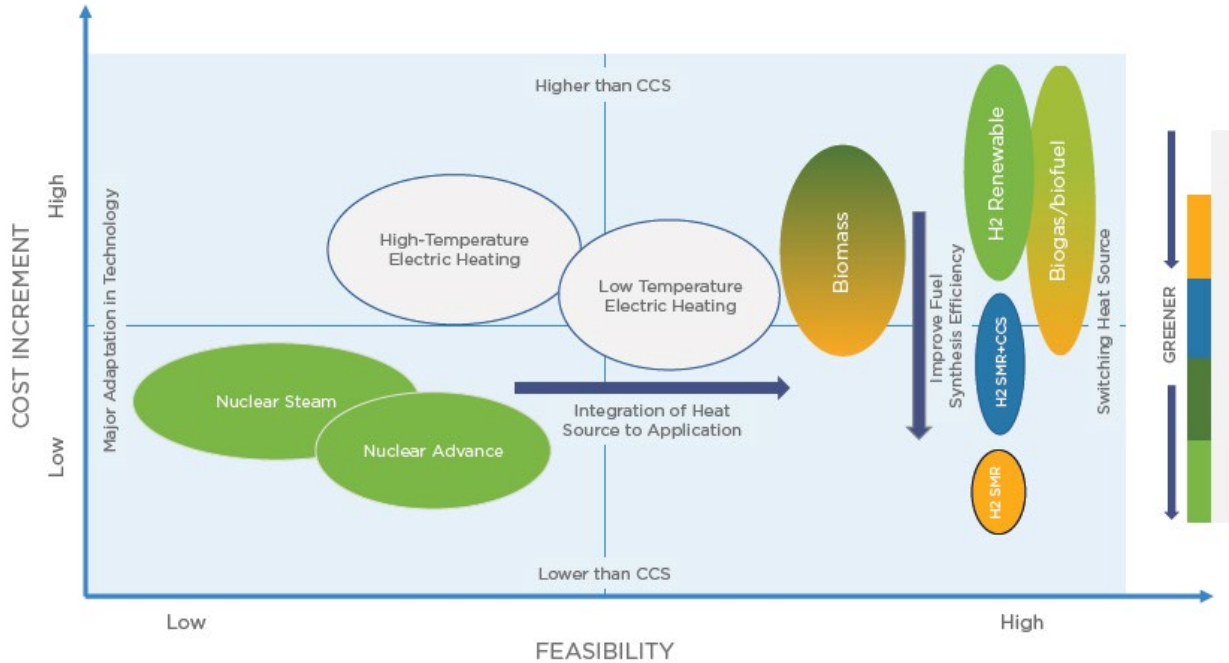 Higher than CCS
COST INCREMENT
High
Low
Major Adaptation in Technology
High-Temperature
Electric Heating
Low Temperature
Electric Heating
Biomass
H2 Renewable
Biogas/biofuel
Improve Fuel
Synthesis Efficiency
H2 SMR+CCS
H2 SMR
Switching Heat Source
GREENER
Nuclear Steam
Nuclear Advance
Integration of Heat
Source to Application
Lower than CCS
Low
High
FEASIBILITY